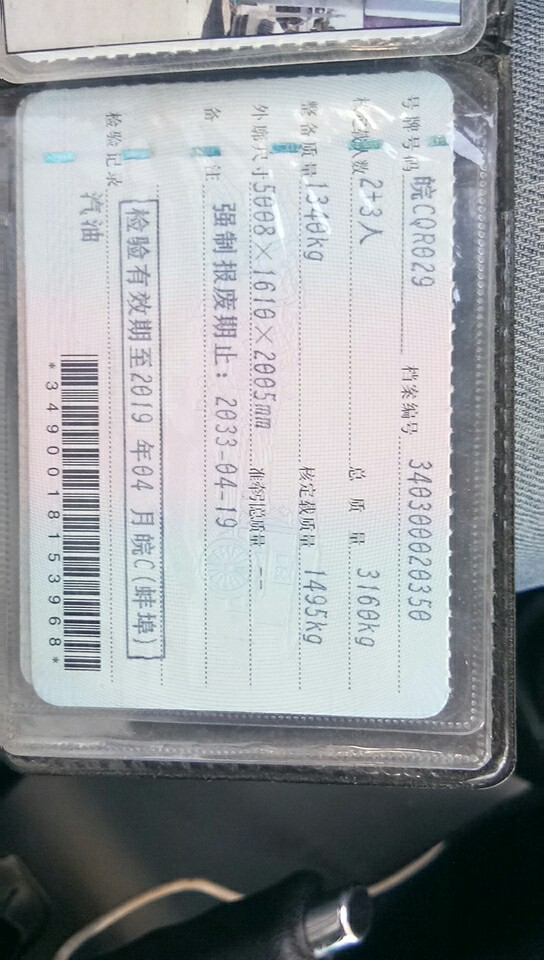 号牌号码 皖CQR029 档案编号 340300020350
核定载人数 2+3人 总质量 3160kg
整备质量 1340kg 核定载质量 1495kg
外廓尺寸 5008×1610×2005mm 准牵引总质量 --
备注 强制报废期止：2033-04-19
检验有效期至2019年04月皖C(蚌埠)
检验记录
汽油
*3490018153968*